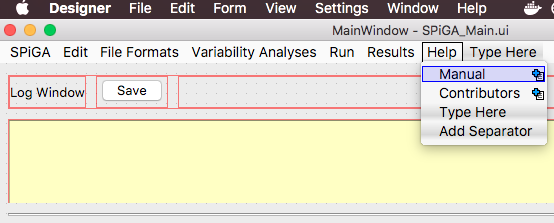 Designer File Edit Form View Settings Window Help
MainWindow - SPiGA_Main.ui
SPiGA Edit File Formats Variability Analyses Run Results Help Type Here
Manual
Log Window Save
Contributors
Type Here
Add Separator